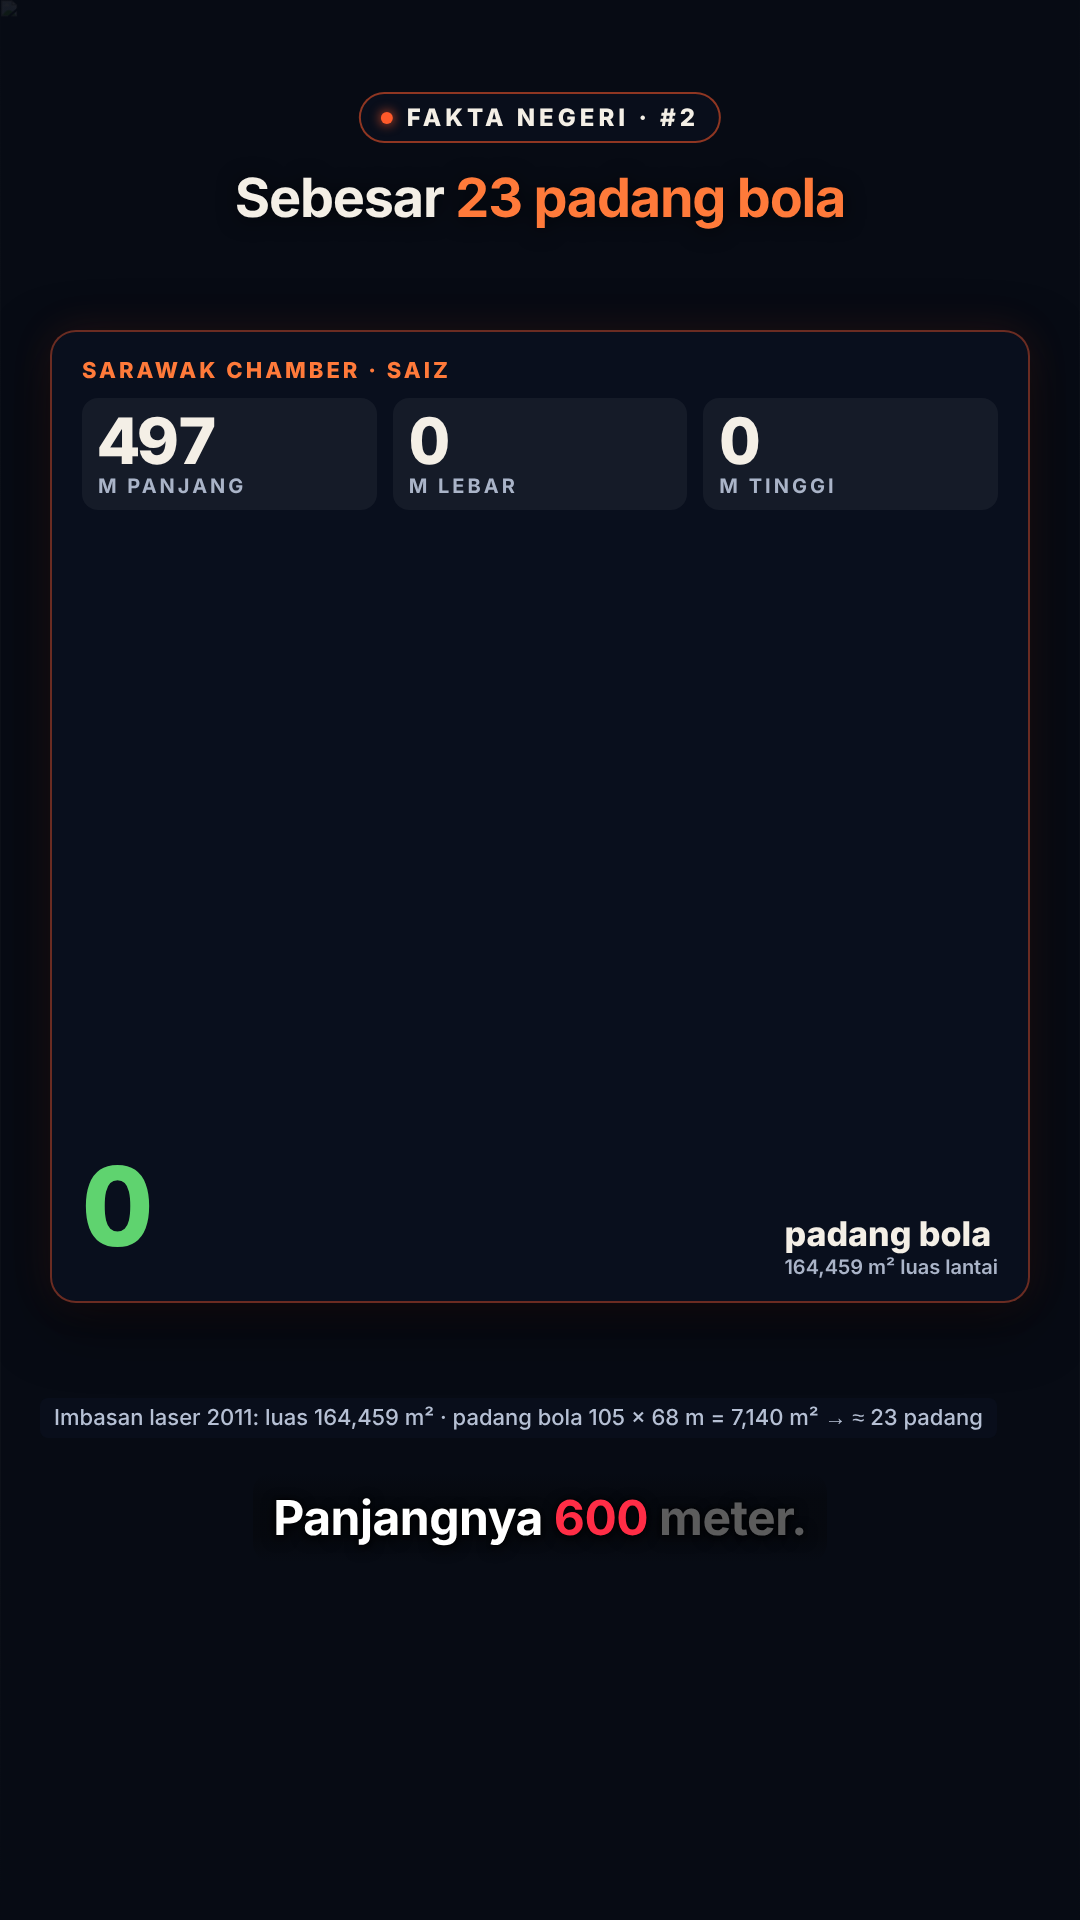 FAKTA NEGERI · #2
Sebesar 23 padang bola
SARAWAK CHAMBER · SAIZ
497
M PANJANG
0
M LEBAR
0
M TINGGI
0
padang bola
164,459 m² luas lantai
Imbasan laser 2011: luas 164,459 m² · padang bola 105 × 68 m = 7,140 m² → ≈ 23 padang
Panjangnya 600 meter.